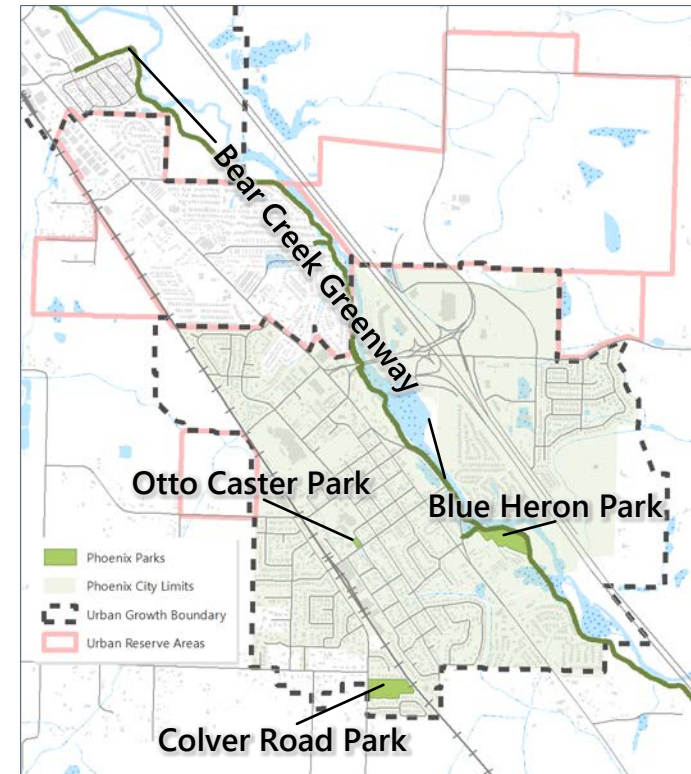 Bear Creek Greenway
Otto Caster Park
Blue Heron Park
Phoenix Parks
Phoenix City Limits
Urban Growth Boundary
Urban Reserve Areas
Colver Road Park